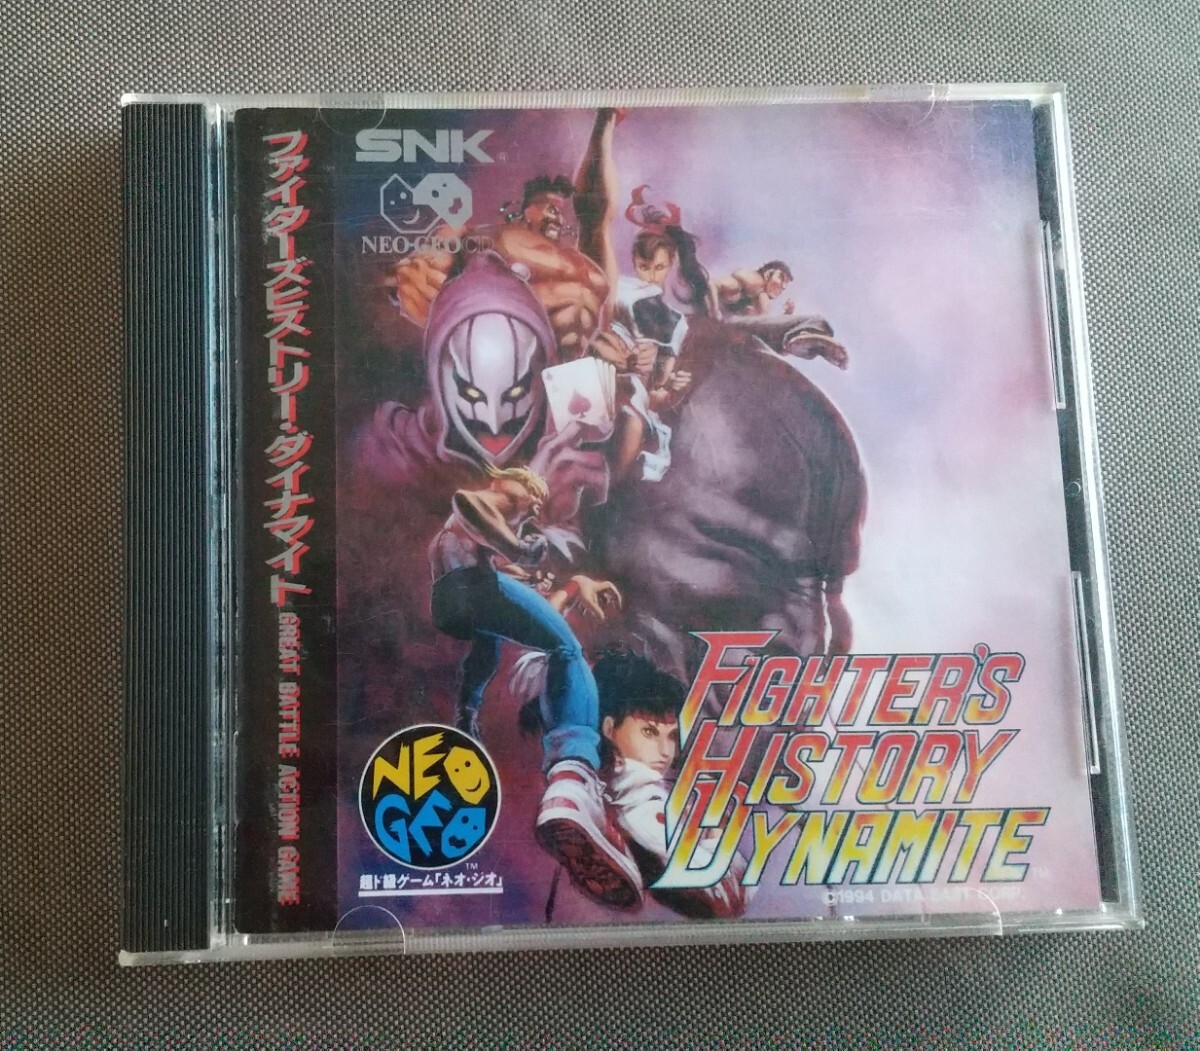 ファイターズヒストリー・ダイナマイト GREAT BATTLE ACTION GAME
SNK
NEO·GEO CD
FIGHTER'S
HISTORY
DYNAMITE
TM
©1994 DATA EAST CORP.
NEO
GEO
TM
超ド級ゲーム「ネオ・ジオ」